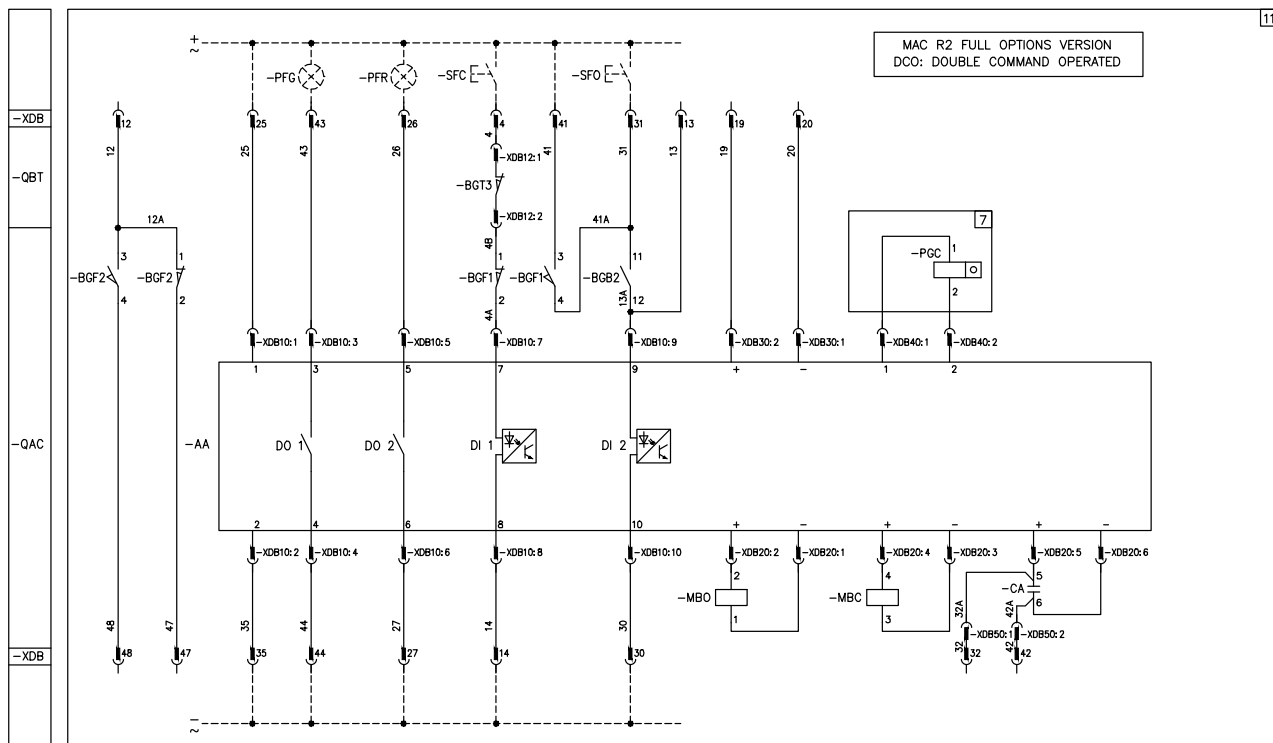 11
MAC R2 FULL OPTIONS VERSION
DCO: DOUBLE COMMAND OPERATED
+
~
-PFG
-PFR
-SFC
-SFO
-XDB
12
25
43
26
4
41
31
13
19
20
12
25
43
26
4
41
31
13
19
20
-XDB12:1
-QBT
-BGT3
-XDB12:2
12A
41A
4B
7
-PGC
1
2
3
-BGF2
4
1
-BGF2
2
1
-BGF1
2
3
-BGF1
4
11
-BGB2
12
13A
4A
-XDB10:1
-XDB10:3
-XDB10:5
-XDB10:7
-XDB10:9
-XDB30:2
-XDB30:1
-XDB40:1
-XDB40:2
1
3
5
7
9
+
-
1
2
-QAC
-AA
DO 1
DO 2
DI 1
DI 2
2
4
6
8
10
+
-
+
-
+
-
-XDB10:2
-XDB10:4
-XDB10:6
-XDB10:8
-XDB10:10
-XDB20:2
-XDB20:1
-XDB20:4
-XDB20:3
-XDB20:5
-XDB20:6
2
-MBO
1
4
-MBC
3
5
-CA
6
32A
42A
48
47
35
44
27
14
30
-XDB50:1
-XDB50:2
32
42
-XDB
48
47
35
44
27
14
30
32
42
-
~